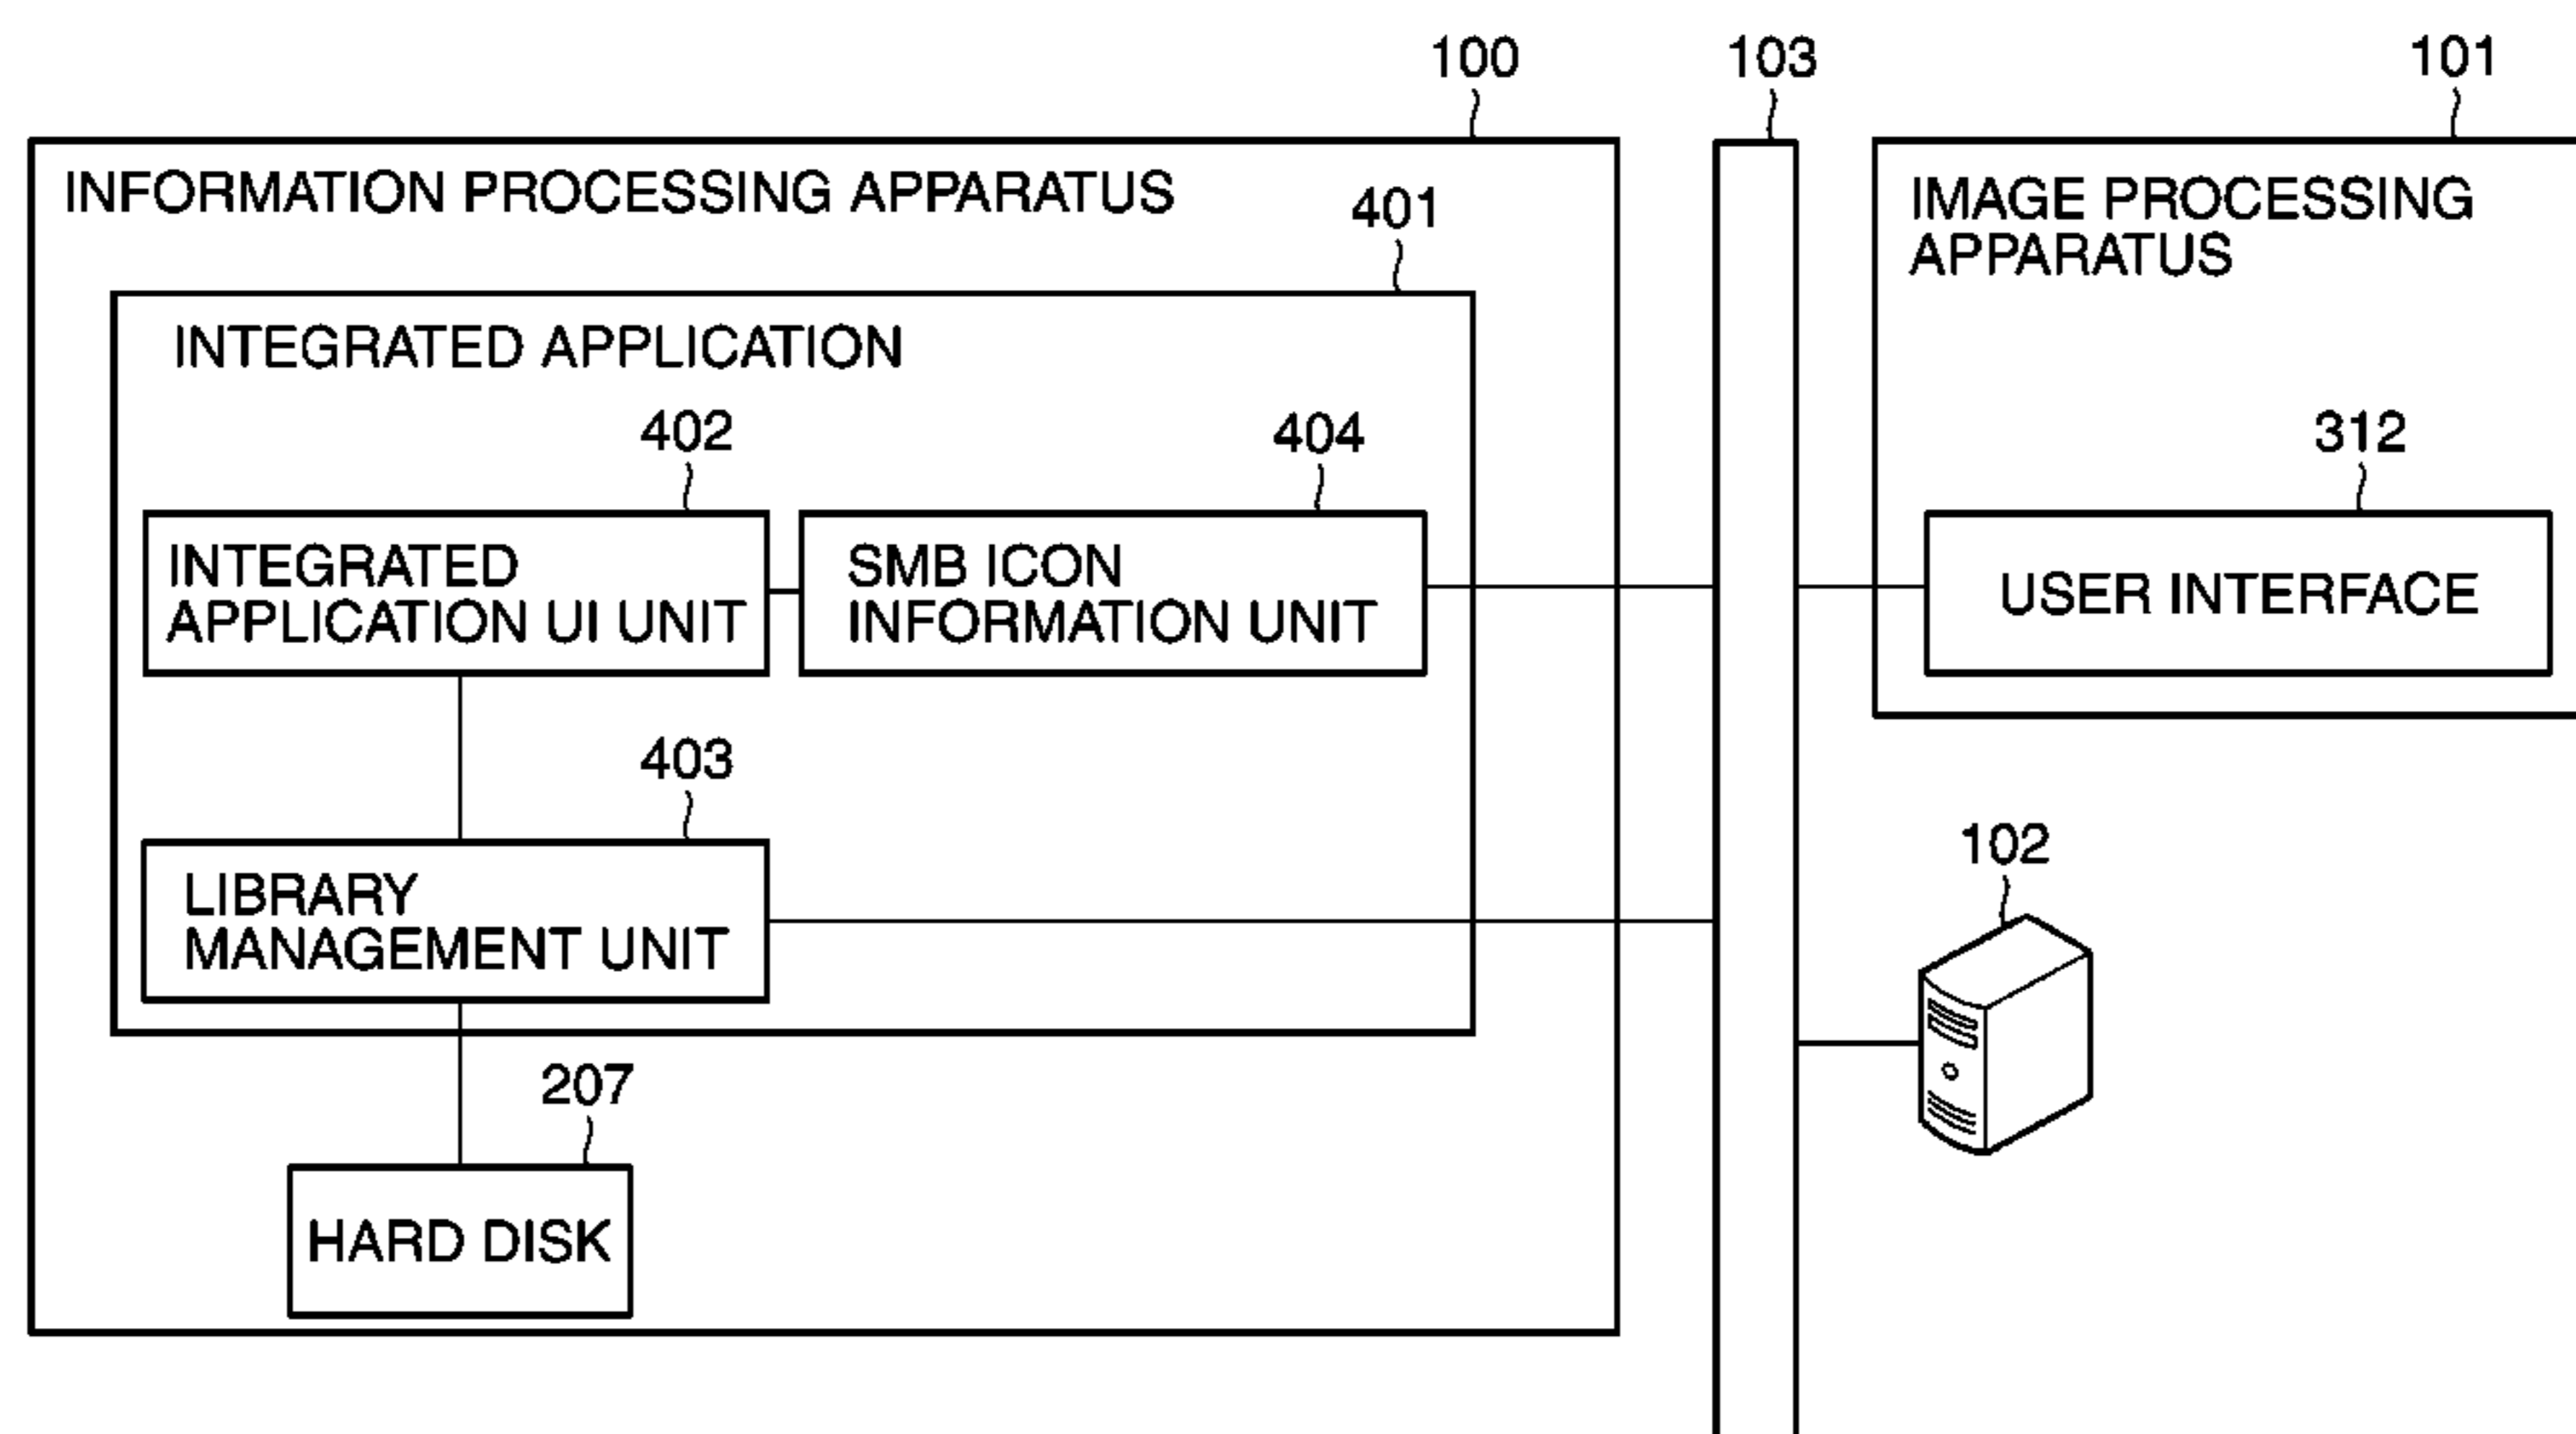 100
103
101
INFORMATION PROCESSING APPARATUS
401
IMAGE PROCESSING
APPARATUS
INTEGRATED APPLICATION
402
404
312
INTEGRATED
APPLICATION UI UNIT
SMB ICON
INFORMATION UNIT
USER INTERFACE
403
LIBRARY
MANAGEMENT UNIT
102
207
HARD DISK